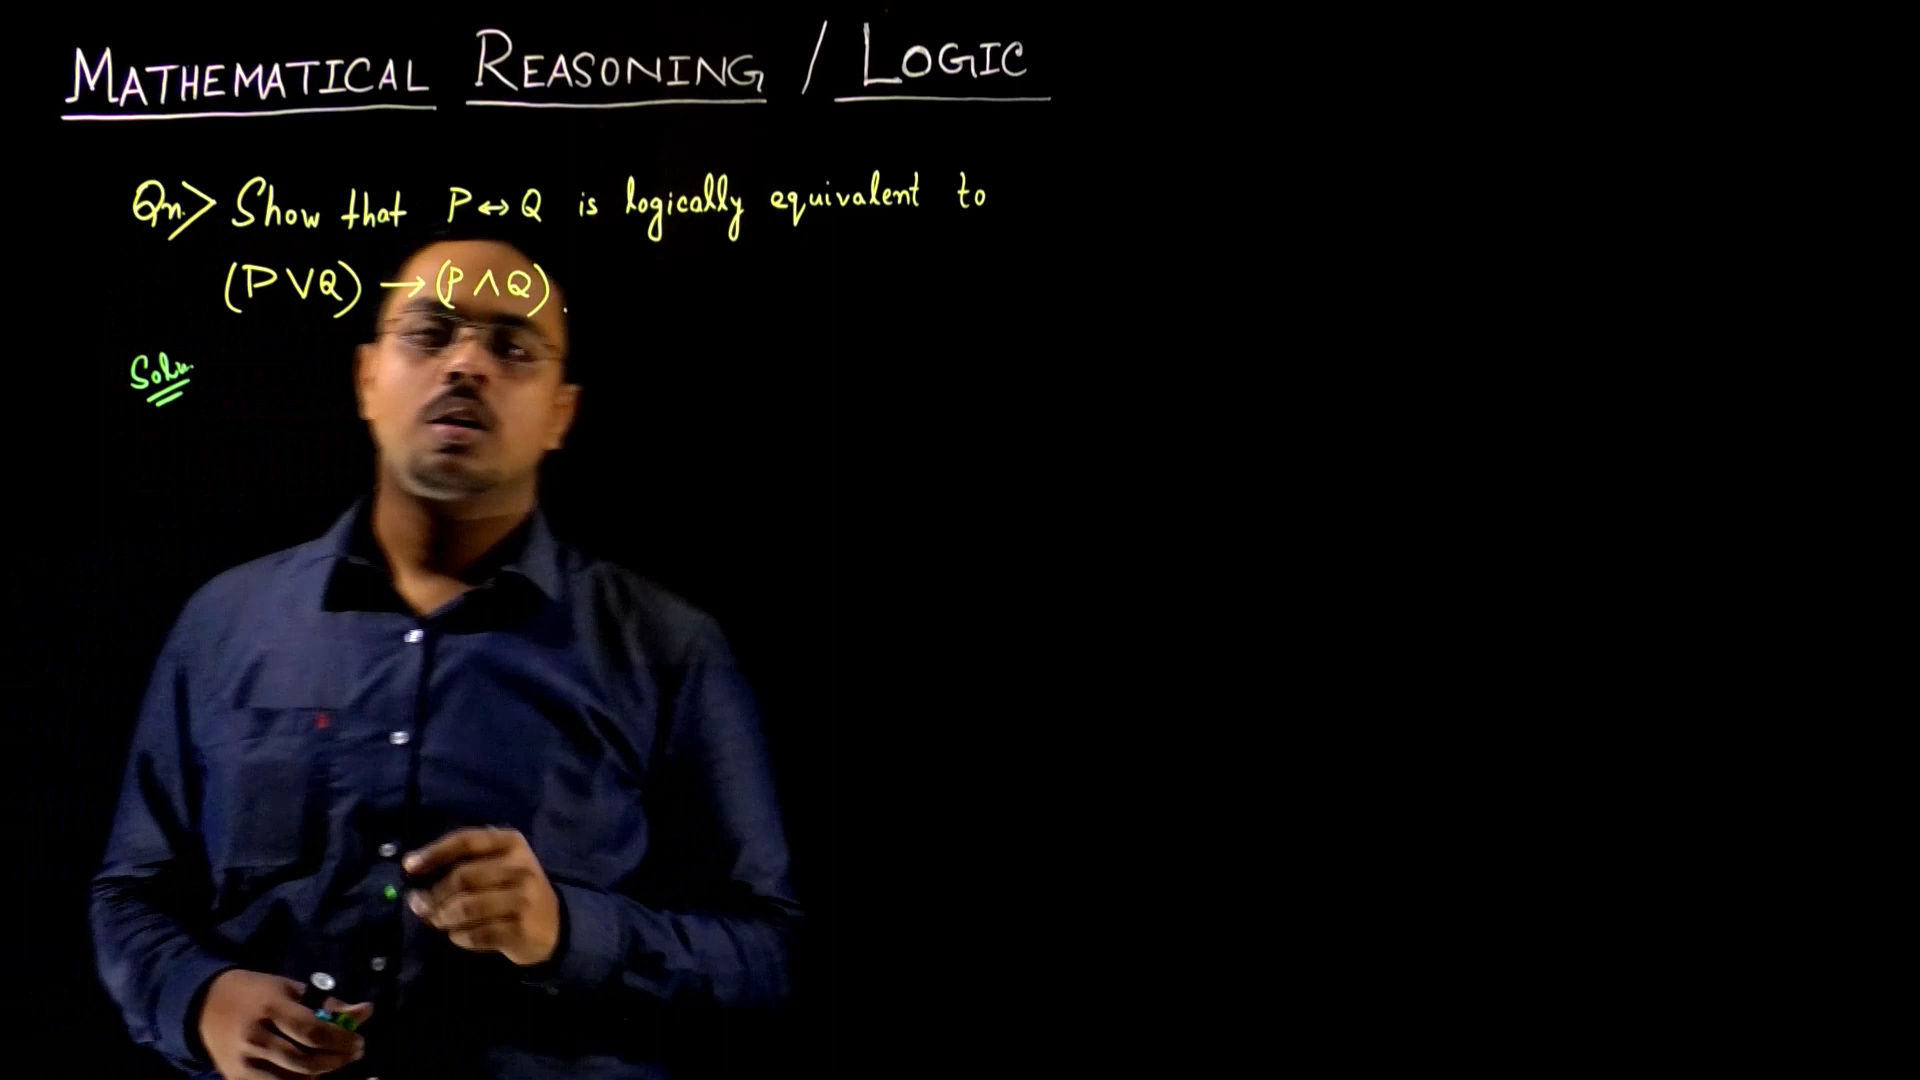 MATHEMATICAL REASONING / LOGIC
Qn.> Show that P ↔ Q is logically equivalent to
(P ∨ Q) → (P ∧ Q).
Soln.